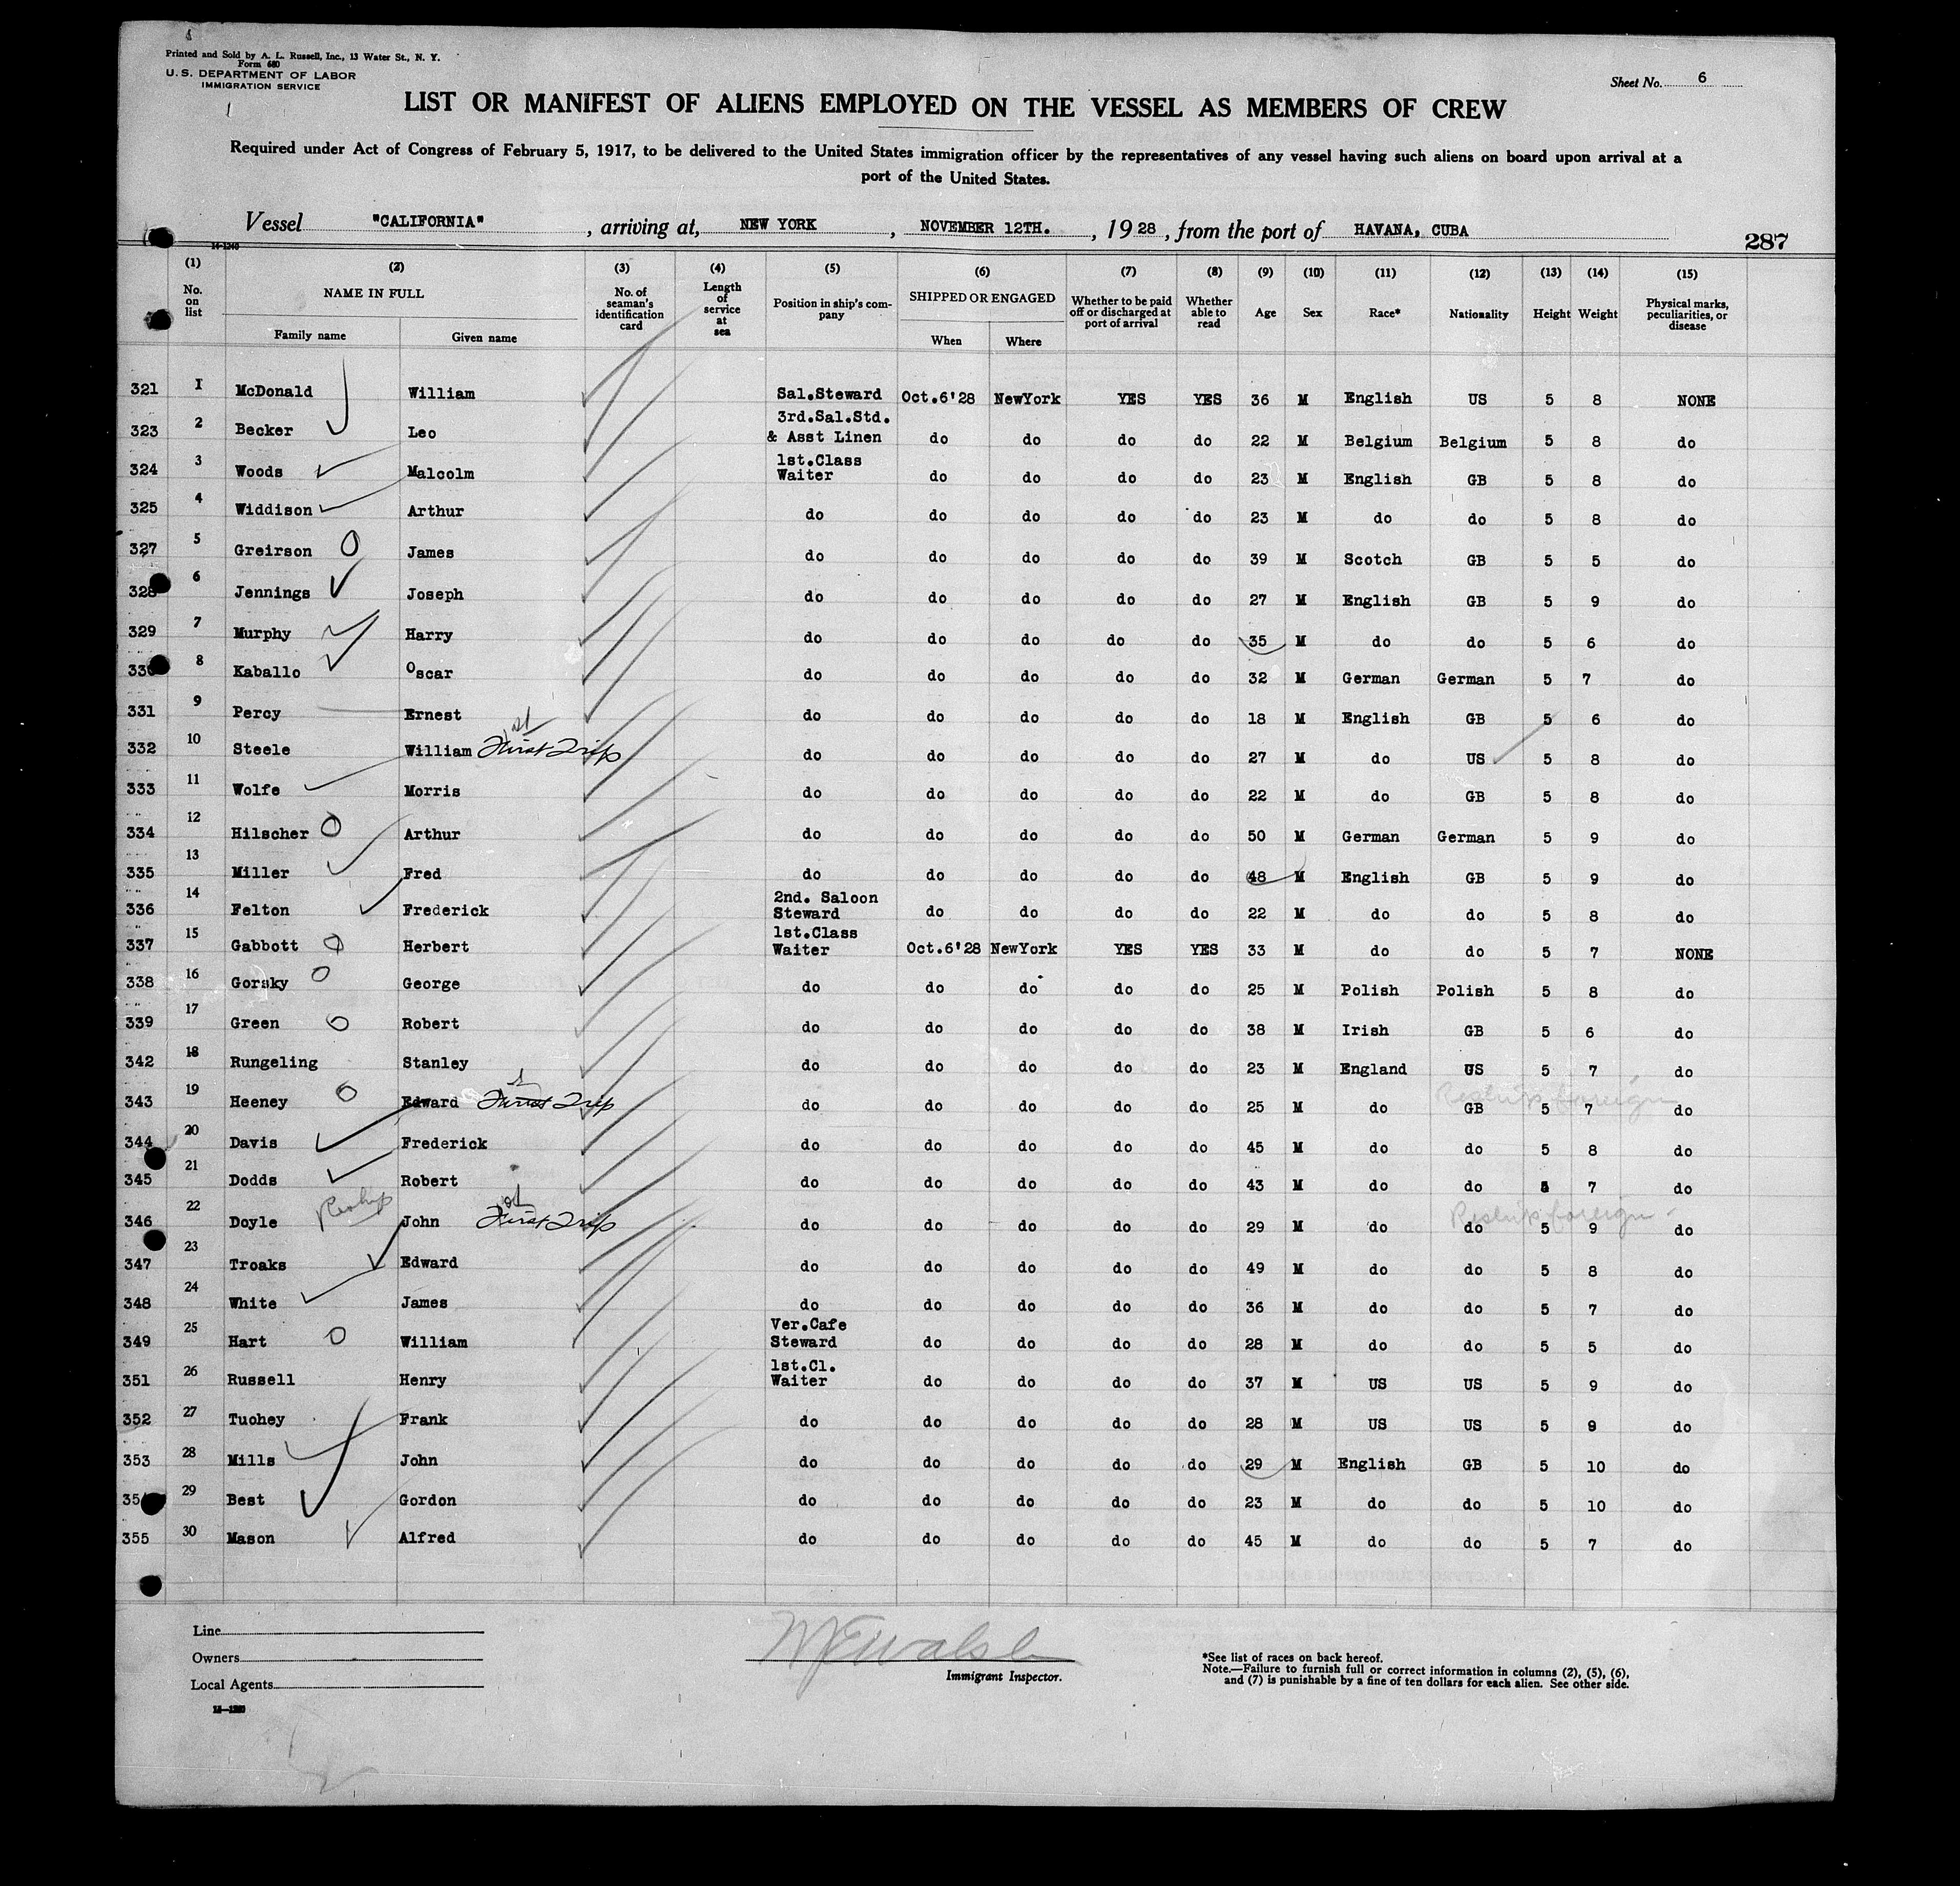 Printed and Sold by A. L. Russell, Inc., 13 Water St., N. Y.
Form 680
U. S. DEPARTMENT OF LABOR
IMMIGRATION SERVICE
Sheet No. 6
LIST OR MANIFEST OF ALIENS EMPLOYED ON THE VESSEL AS MEMBERS OF CREW
Required under Act of Congress of February 5, 1917, to be delivered to the United States immigration officer by the representatives of any vessel having such aliens on board upon arrival at a
port of the United States.
Vessel "CALIFORNIA", arriving at, NEW YORK, NOVEMBER 12TH., 1928, from the port of HAVANA, CUBA
14-1240
287
(1) (2) (3) (4) (5) (6) (7) (8) (9) (10) (11) (12) (13) (14) (15)
No. on list NAME IN FULL Family name Given name No. of seaman's identification card Length of service at sea Position in ship's company SHIPPED OR ENGAGED When Where Whether to be paid off or discharged at port of arrival Whether able to read Age Sex Race* Nationality Height Weight Physical marks, peculiarities, or disease
321 1 McDonald William Sal.Steward Oct.6'28 NewYork YES YES 36 M English US 5 8 NONE
323 2 Becker Leo 3rd.Sal.Std. & Asst Linen do do do do 22 M Belgium Belgium 5 8 do
324 3 Woods Malcolm 1st.Class Waiter do do do do 23 M English GB 5 8 do
325 4 Widdison Arthur do do do do do 23 M do do 5 8 do
327 5 Greirson James do do do do do 39 M Scotch GB 5 5 do
328 6 Jennings Joseph do do do do do 27 M English GB 5 9 do
329 7 Murphy Harry do do do do do 35 M do do 5 6 do
330 8 Kaballo Oscar do do do do do 32 M German German 5 7 do
331 9 Percy Ernest do do do do do 18 M English GB 5 6 do
332 10 Steele William First Trip do do do do do 27 M do US 5 8 do
333 11 Wolfe Morris do do do do do 22 M do GB 5 8 do
334 12 Hilscher Arthur do do do do do 50 M German German 5 9 do
335 13 Miller Fred do do do do do 48 M English GB 5 9 do
336 14 Felton Frederick 2nd. Saloon Steward do do do do 22 M do do 5 8 do
337 15 Gabbott Herbert 1st.Class Waiter Oct.6'28 NewYork YES YES 33 M do do 5 7 NONE
338 16 Gorsky George do do do do do 25 M Polish Polish 5 8 do
339 17 Green Robert do do do do do 38 M Irish GB 5 6 do
342 18 Rungeling Stanley do do do do do 23 M England US 5 7 do
343 19 Heeney Edward First Trip do do do do do 25 M do GB Reships foreign 5 7 do
344 20 Davis Frederick do do do do do 45 M do do 5 8 do
345 21 Dodds Robert do do do do do 43 M do do 7 do
346 22 Doyle Reship John First Trip do do do do do 29 M do do Reships foreign 5 9 do
347 23 Troaks Edward do do do do do 49 M do do 5 8 do
348 24 White James do do do do do 36 M do do 5 7 do
349 25 Hart William Ver.Cafe Steward do do do do 28 M do do 5 5 do
351 26 Russell Henry 1st.Cl. Waiter do do do do 37 M US US 5 9 do
352 27 Tuohey Frank do do do do do 28 M US US 5 9 do
353 28 Mills John do do do do do 29 M English GB 5 10 do
354 29 Best Gordon do do do do do 23 M do do 5 10 do
355 30 Mason Alfred do do do do do 45 M do do 5 7 do
Line
Owners
Local Agents
Immigrant Inspector.
*See list of races on back hereof.
Note.—Failure to furnish full or correct information in columns (2), (5), (6),
and (7) is punishable by a fine of ten dollars for each alien. See other side.